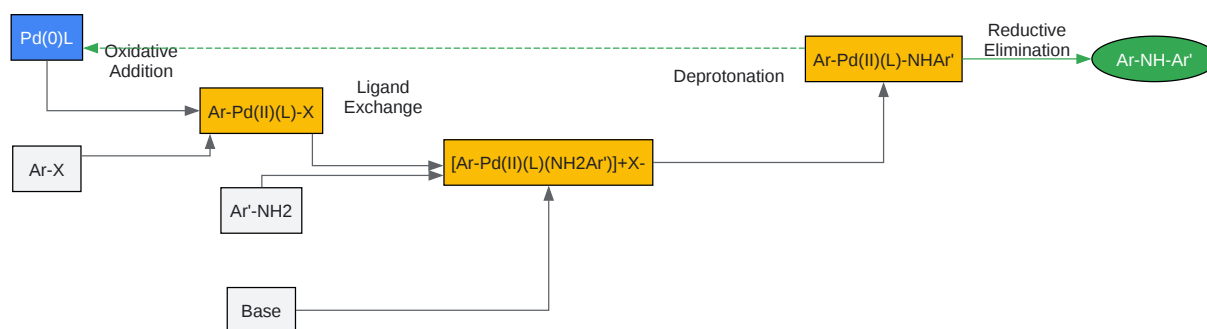 Pd(0)L
Oxidative
Addition
Ar-X
Ar-Pd(II)(L)-X
Ligand
Exchange
Ar'-NH2
Base
[Ar-Pd(II)(L)(NH2Ar')]+X-
Deprotonation
Ar-Pd(II)(L)-NHAr'
Reductive
Elimination
Ar-NH-Ar'